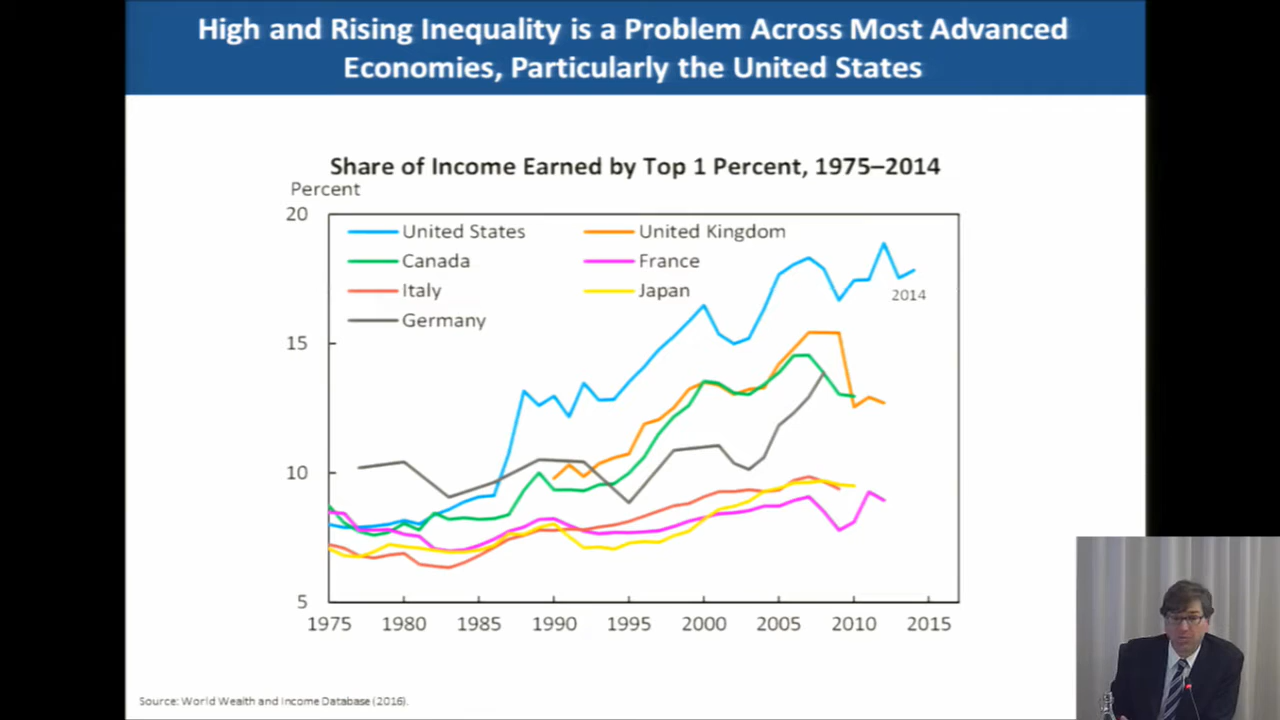 High and Rising Inequality is a Problem Across Most Advanced
Economies, Particularly the United States
Share of Income Earned by Top 1 Percent, 1975–2014
Percent
20
United States
United Kingdom
Canada
France
Italy
Japan
2014
Germany
15
10
5
1975
1980
1985
1990
1995
2000
2005
2010
2015
Source: World Wealth and Income Database (2016).